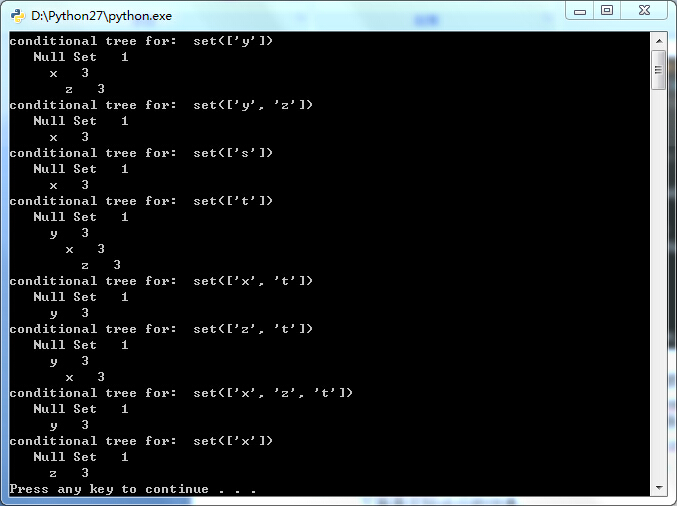 D:\Python27\python.exe
conditional tree for:  set(['y'])
   Null Set   1
     x   3
       z   3
conditional tree for:  set(['y', 'z'])
   Null Set   1
     x   3
conditional tree for:  set(['s'])
   Null Set   1
     x   3
conditional tree for:  set(['t'])
   Null Set   1
     y   3
       x   3
         z   3
conditional tree for:  set(['x', 't'])
   Null Set   1
     y   3
conditional tree for:  set(['z', 't'])
   Null Set   1
     y   3
       x   3
conditional tree for:  set(['x', 'z', 't'])
   Null Set   1
     y   3
conditional tree for:  set(['x'])
   Null Set   1
     z   3
Press any key to continue . . .